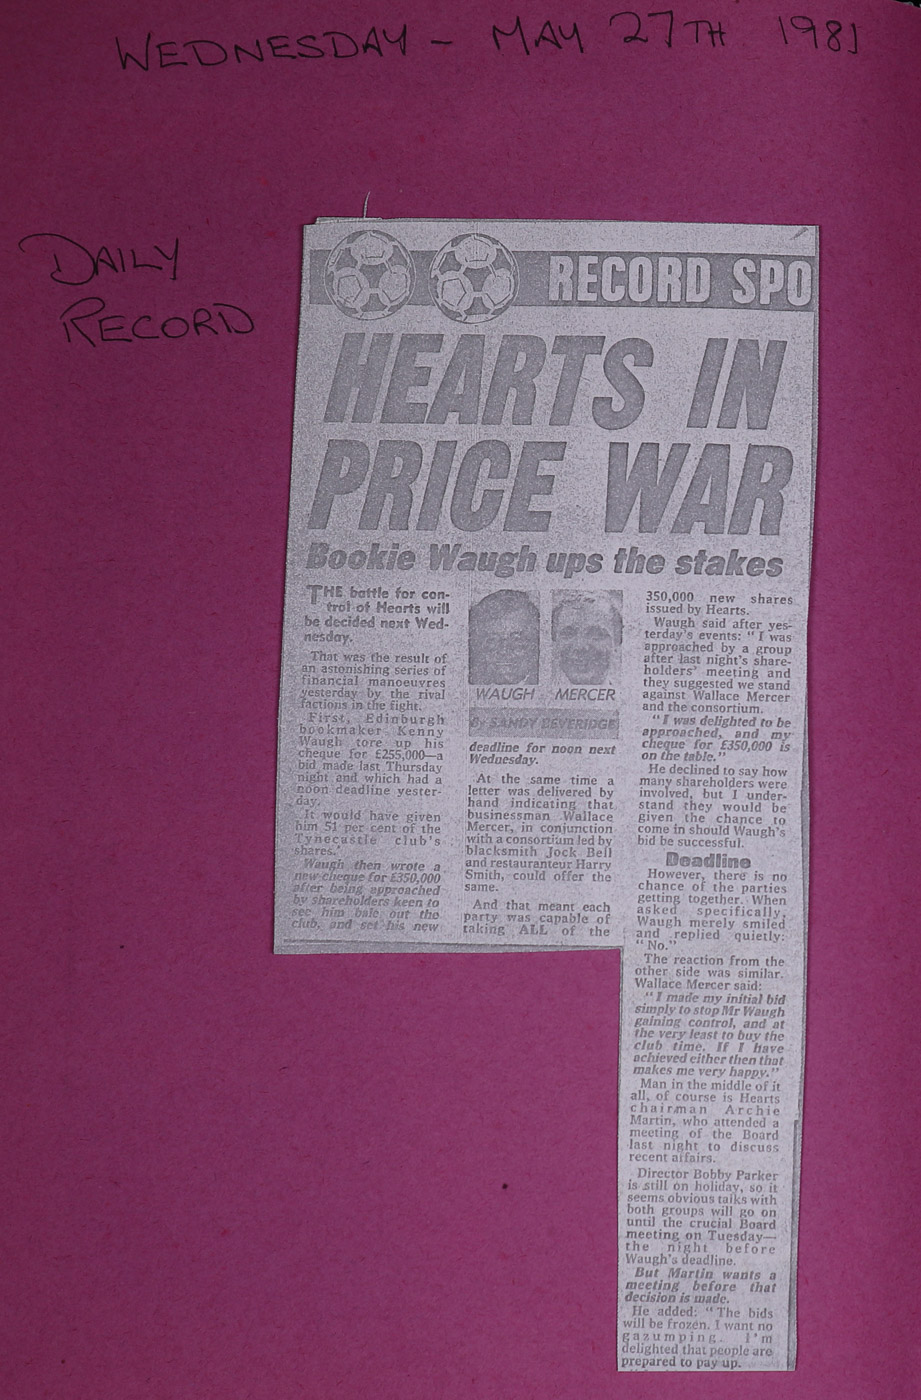 WEDNESDAY - MAY 27TH 1981
DAILY
RECORD
RECORD SPO
HEARTS IN
PRICE WAR
Bookie Waugh ups the stakes
THE battle for con-
trol of Hearts will
be decided next Wed-
nesday.
That was the result of
an astonishing series of
financial manoeuvres
yesterday by the rival
factions in the fight.
First, Edinburgh
bookmaker Kenny
Waugh tore up his
cheque for £255,000—a
bid made last Thursday
night and which had a
noon deadline yester-
day.
It would have given
him 51 per cent of the
Tynecastle club's
shares.
Waugh then wrote a
new cheque for £350,000
after being approached
by shareholders keen to
see him bale out the
club, and set his new
WAUGH MERCER
By SANDY BEVERIDGE
deadline for noon next
Wednesday.
At the same time a
letter was delivered by
hand indicating that
businessman Wallace
Mercer, in conjunction
with a consortium led by
blacksmith Jock Bell
and restauranteur Harry
Smith, could offer the
same.
And that meant each
party was capable of
taking ALL of the
350,000 new shares
issued by Hearts.
Waugh said after yes-
terday's events: "I was
approached by a group
after last night's share-
holders' meeting and
they suggested we stand
against Wallace Mercer
and the consortium.
"I was delighted to be
approached, and my
cheque for £350,000 is
on the table."
He declined to say how
many shareholders were
involved, but I under-
stand they would be
given the chance to
come in should Waugh's
bid be successful.
Deadline
However, there is no
chance of the parties
getting together. When
asked specifically,
Waugh merely smiled
and replied quietly:
"No."
The reaction from the
other side was similar.
Wallace Mercer said:
"I made my initial bid
simply to stop Mr Waugh
gaining control, and at
the very least to buy the
club time. If I have
achieved either then that
makes me very happy."
Man in the middle of it
all, of course is Hearts
chairman Archie
Martin, who attended a
meeting of the Board
last night to discuss
recent affairs.
Director Bobby Parker
is still on holiday, so it
seems obvious talks with
both groups will go on
until the crucial Board
meeting on Tuesday—
the night before
Waugh's deadline.
But Martin wants a
meeting before that
decision is made.
He added: "The bids
will be frozen. I want no
gazumping. I'm
delighted that people are
prepared to pay up.